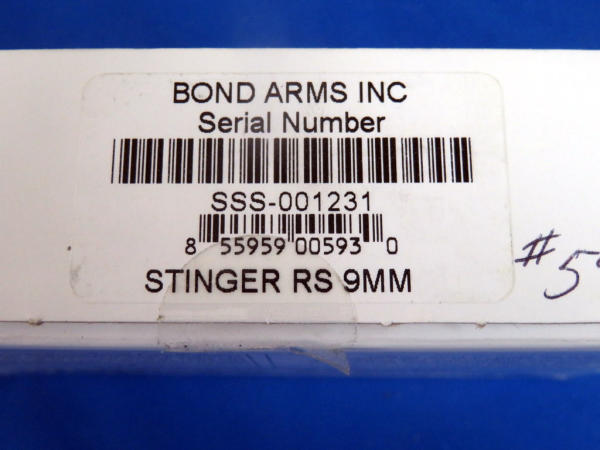 BOND ARMS INC
Serial Number
SSS-001231
8 55959 00593 0
STINGER RS 9MM